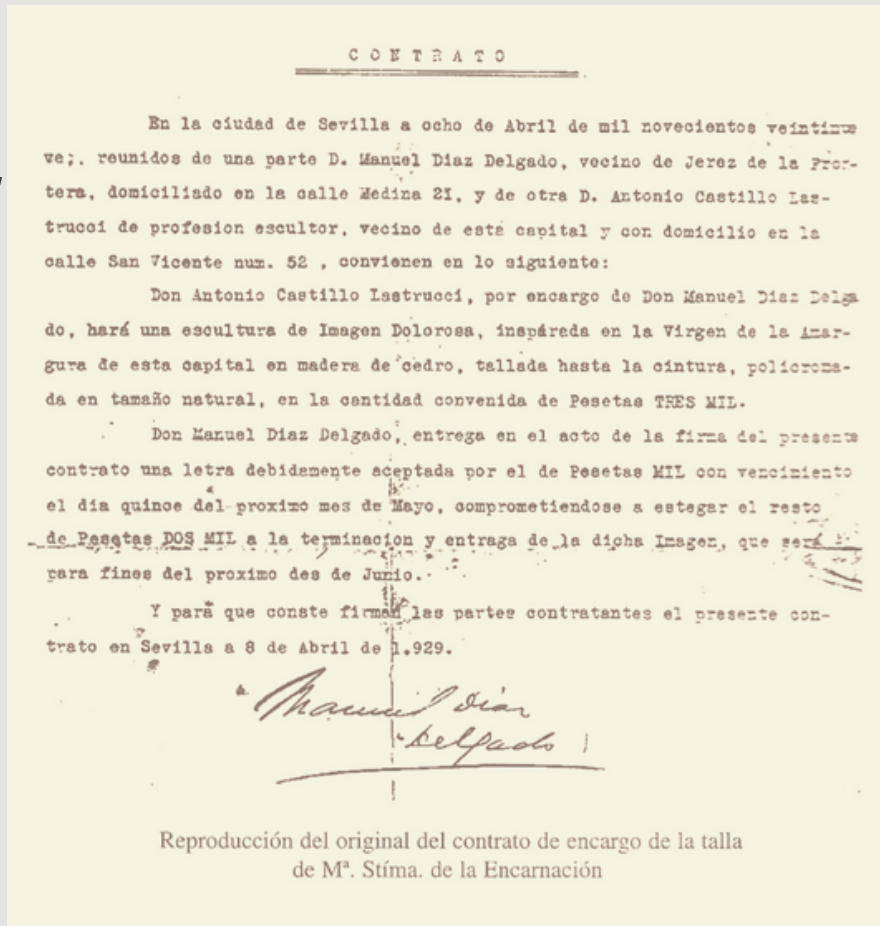 CONTRATO
En la ciudad de Sevilla a ocho de Abril de mil novecientos veintinue
ve;. reunidos de una parte D. Manuel Diaz Delgado, vecino de Jerez de la Fron-
tera, domiciliado en la calle Medina 2I, y de otra D. Antonio Castillo Las-
trucci de profesion escultor, vecino de esta capital y con domicilio en la
calle San Vicente num. 52 , convienen en lo siguiente:
Don Antonio Castillo Lastrucci, por encargo de Don Manuel Diaz Delga
do, hará una escultura de Imagen Dolorosa, inspáreda en la Virgen de la Amar-
gura de esta capital en madera de cedro, tallada hasta la cintura, policroma-
da en tamaño natural, en la cantidad convenida de Pesetas TRES MIL.
Don Manuel Diaz Delgado, entrega en el acto de la firma del presente
contrato una letra debidamente aceptada por el de Pesetas MIL con vencimiento
el dia quince del proximo mes de Mayo, comprometiendose a estegar el resto
de Pesetas DOS MIL a la terminacion y entraga de la dicha Imagen, que será
para fines del proximo des de Junio.
Y para que conste firman las partes contratantes el presente con-
trato en Sevilla a 8 de Abril de 1.929.
Manuel Diaz
Delgado
Reproducción del original del contrato de encargo de la talla
de Mª. Stíma. de la Encarnación